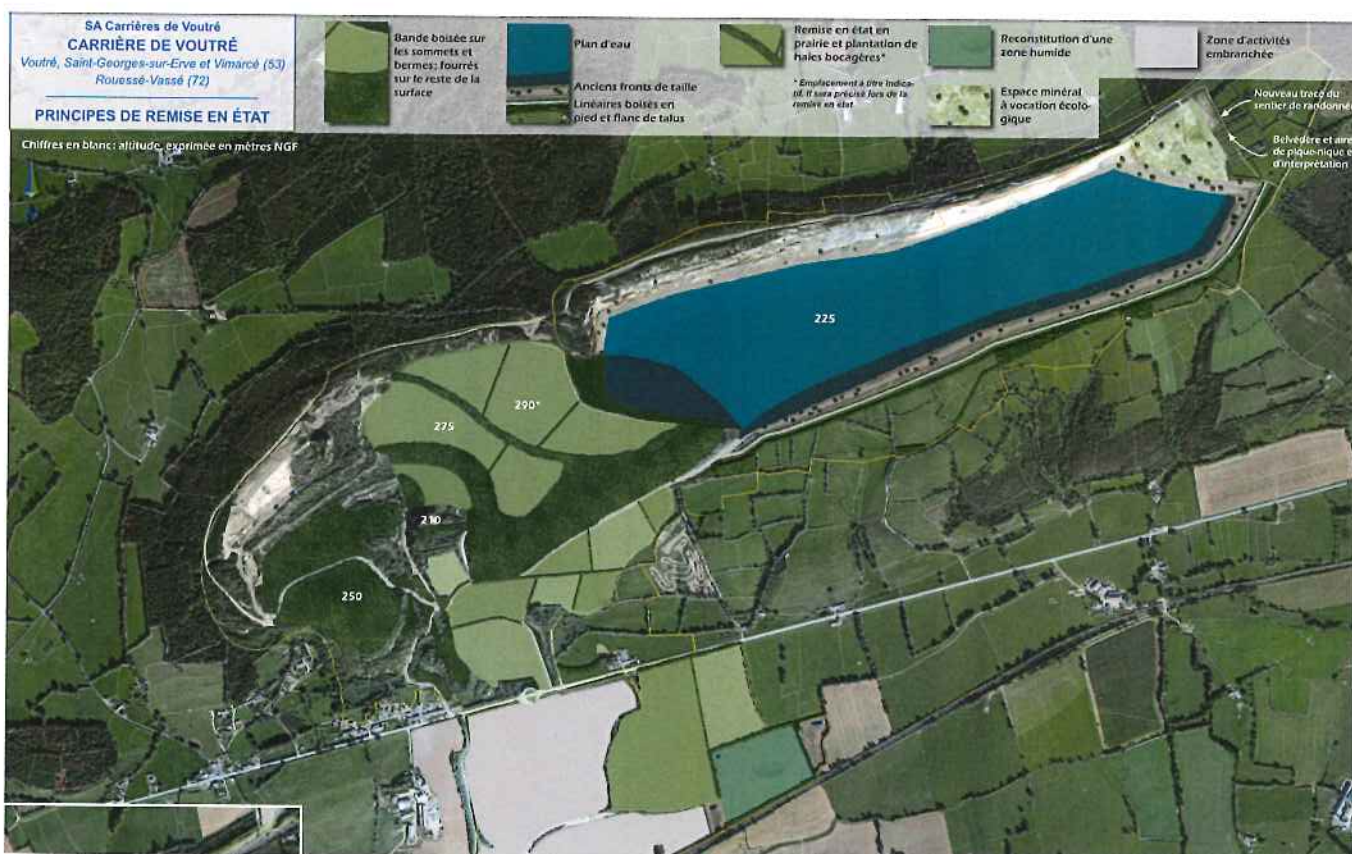 SA Carrières de Voutré
CARRIÈRE DE VOUTRÉ
Voutré, Saint-Georges-sur-Erve et Vimarcé (53)
Rouessé-Vassé (72)
PRINCIPES DE REMISE EN ÉTAT
Chiffres en blanc : altitude, exprimée en mètres NGF
Bande boisée sur
les sommets et
bermes; fourrés
sur le reste de la
surface
Plan d'eau
Anciens fronts de taille
Linéaires boisés en
pied et flanc de talus
Remise en état en
prairie et plantation de
haies bocagères*
* Emplacement à titre indica-
tif. Il sera précisé lors de la
remise en état
Reconstitution d'une
zone humide
Espace minéral
à vocation écolo-
gique
Zone d'activités
embranchée
Nouveau tracé du
sentier de randonnée
Belvédère et aire
de pique-nique e
d'interprétation
225
290*
275
210
250